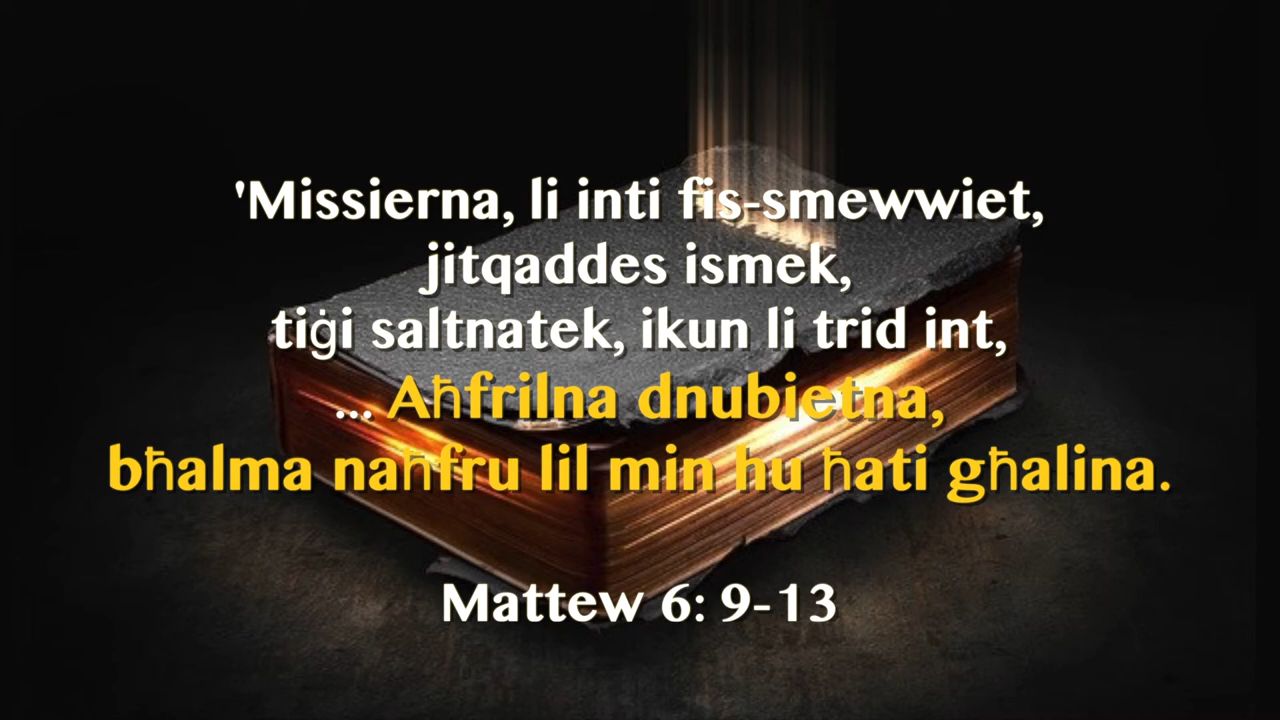 'Missierna, li inti fis-smewwiet,
jitqaddes ismek,
tiġi saltnatek, ikun li trid int,
... Aħfrilna dnubietna,
bħalma naħfru lil min hu ħati għalina.
Mattew 6: 9-13